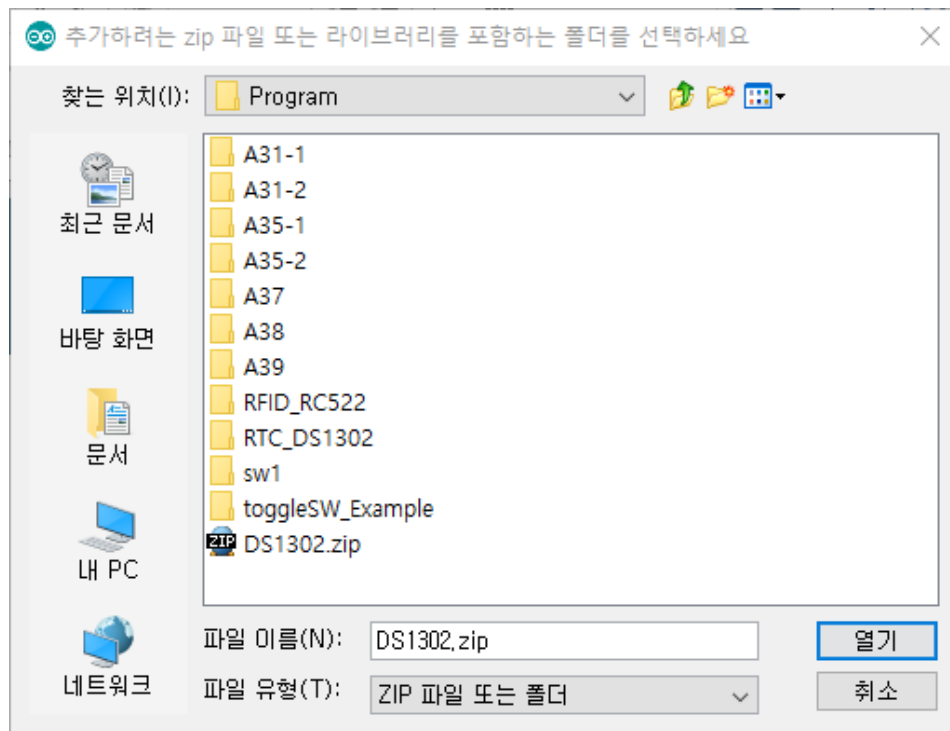 추가하려는 zip 파일 또는 라이브러리를 포함하는 폴더를 선택하세요
찾는 위치(I):
Program
최근 문서
바탕 화면
문서
내 PC
네트워크
A31-1
A31-2
A35-1
A35-2
A37
A38
A39
RFID_RC522
RTC_DS1302
sw1
toggleSW_Example
ZIP DS1302.zip
파일 이름(N): DS1302.zip 열기
파일 유형(T): ZIP 파일 또는 폴더 취소